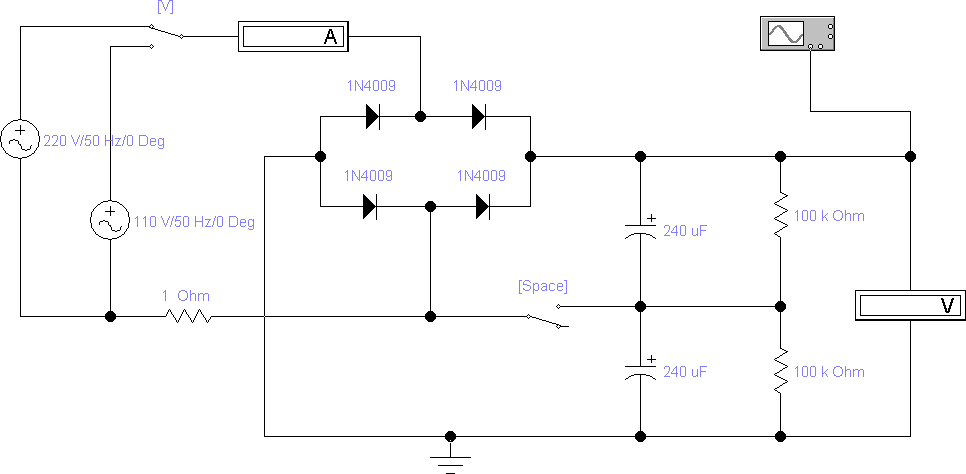 [V]
A
1N4009
1N4009
220 V/50 Hz/0 Deg
1N4009
1N4009
110 V/50 Hz/0 Deg
100 k Ohm
+
240 uF
[Space]
1 Ohm
V
+
240 uF
100 k Ohm